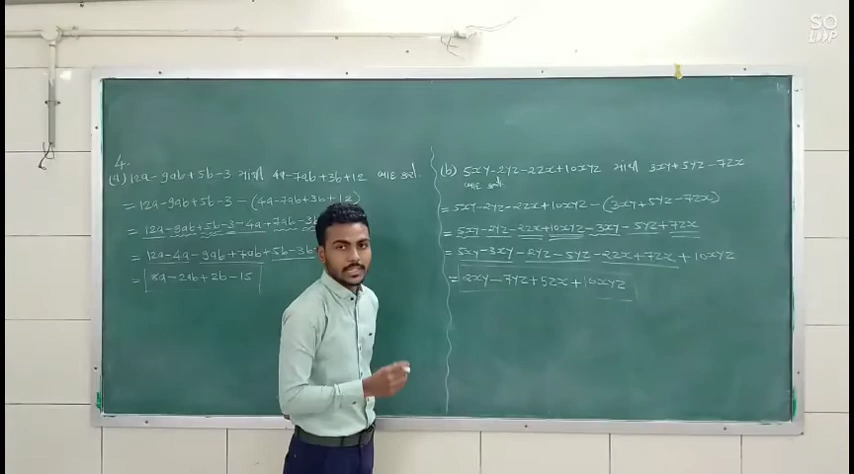 SO
LOOP
4.
(a) 12a-9ab+5b-3 માંથી 4a-7ab+3b+12 બાદ કરો.
= 12a-9ab+5b-3 - (4a-7ab+3b+12)
= 12a-9ab+5b-3-4a+7ab-3b
= 12a-4a-9ab+7ab+5b-3b
= 8a-2ab+2b-15
(b) 5xy-2yz-2zx+10xyz માંથી 3xy+5yz-7zx
બાદ કરો.
= 5xy-2yz-2zx+10xyz - (3xy+5yz-7zx)
= 5xy-2yz-2zx+10xyz-3xy-5yz+7zx
= 5xy-3xy-2yz-5yz-2zx+7zx+10xyz
= 2xy-7yz+5zx+10xyz